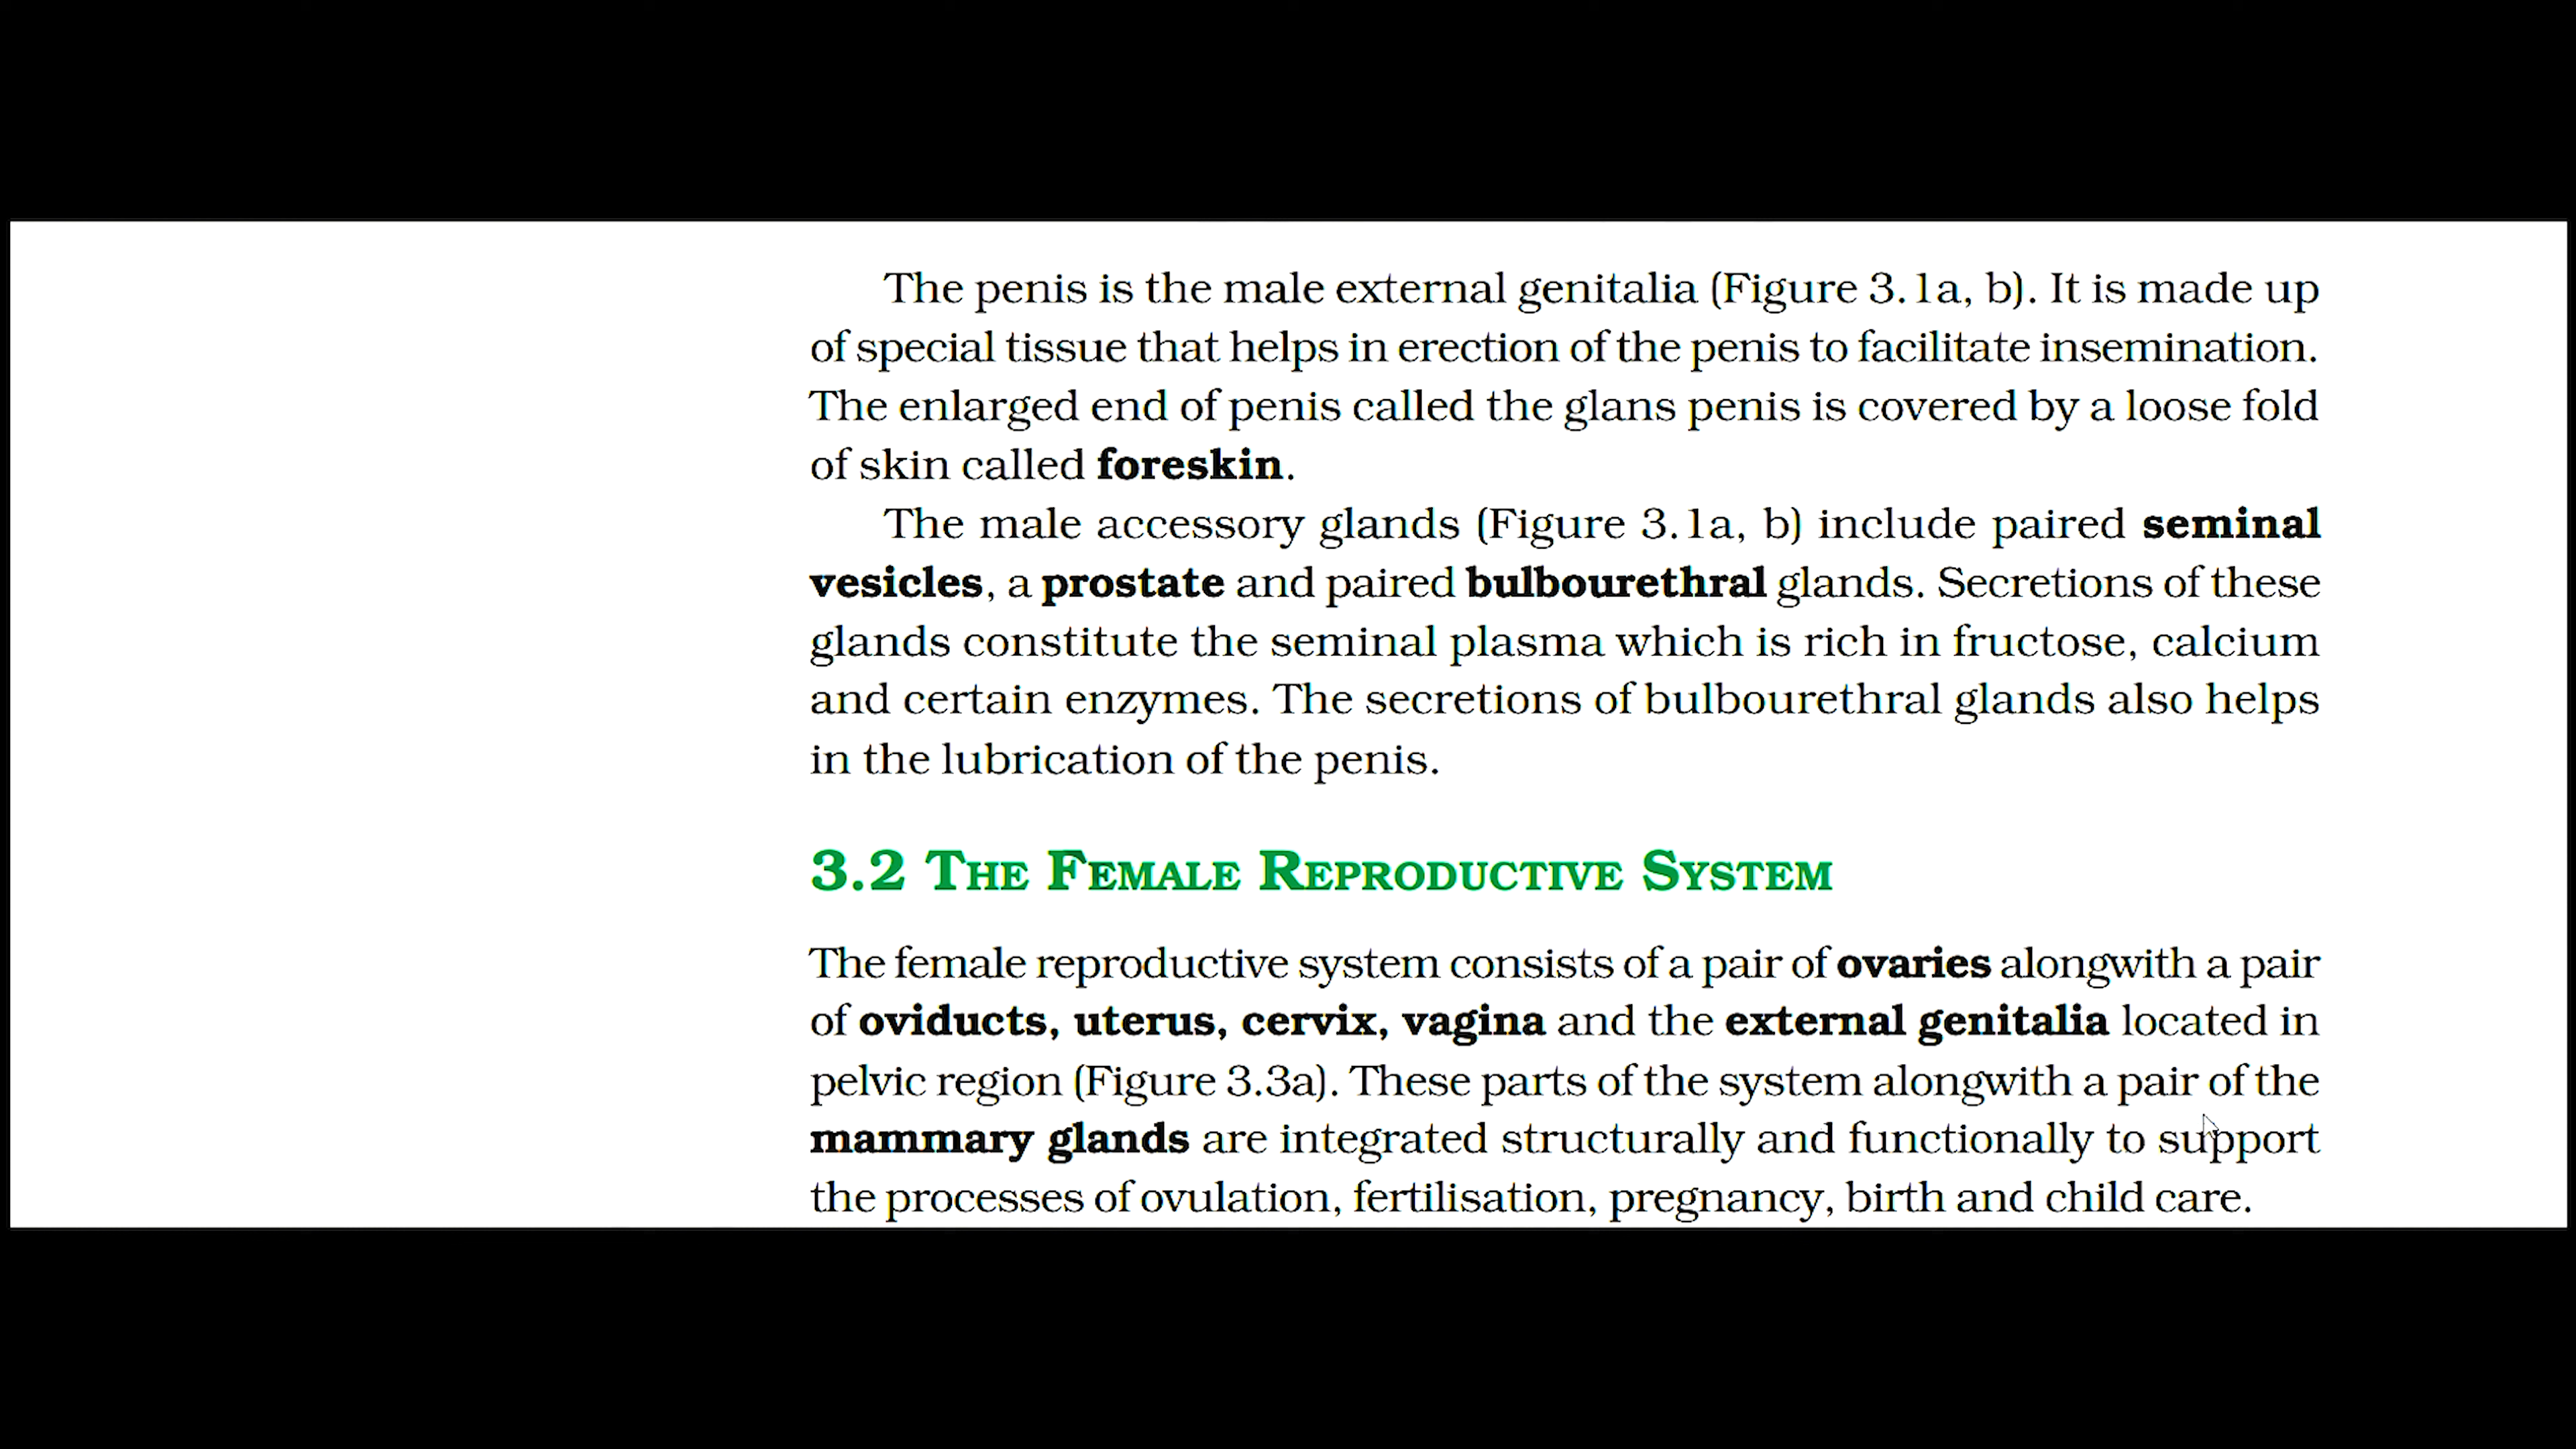 The penis is the male external genitalia (Figure 3.1a, b). It is made up
of special tissue that helps in erection of the penis to facilitate insemination.
The enlarged end of penis called the glans penis is covered by a loose fold
of skin called foreskin.
The male accessory glands (Figure 3.1a, b) include paired seminal
vesicles, a prostate and paired bulbourethral glands. Secretions of these
glands constitute the seminal plasma which is rich in fructose, calcium
and certain enzymes. The secretions of bulbourethral glands also helps
in the lubrication of the penis.
3.2 THE FEMALE REPRODUCTIVE SYSTEM
The female reproductive system consists of a pair of ovaries alongwith a pair
of oviducts, uterus, cervix, vagina and the external genitalia located in
pelvic region (Figure 3.3a). These parts of the system alongwith a pair of the
mammary glands are integrated structurally and functionally to support
the processes of ovulation, fertilisation, pregnancy, birth and child care.